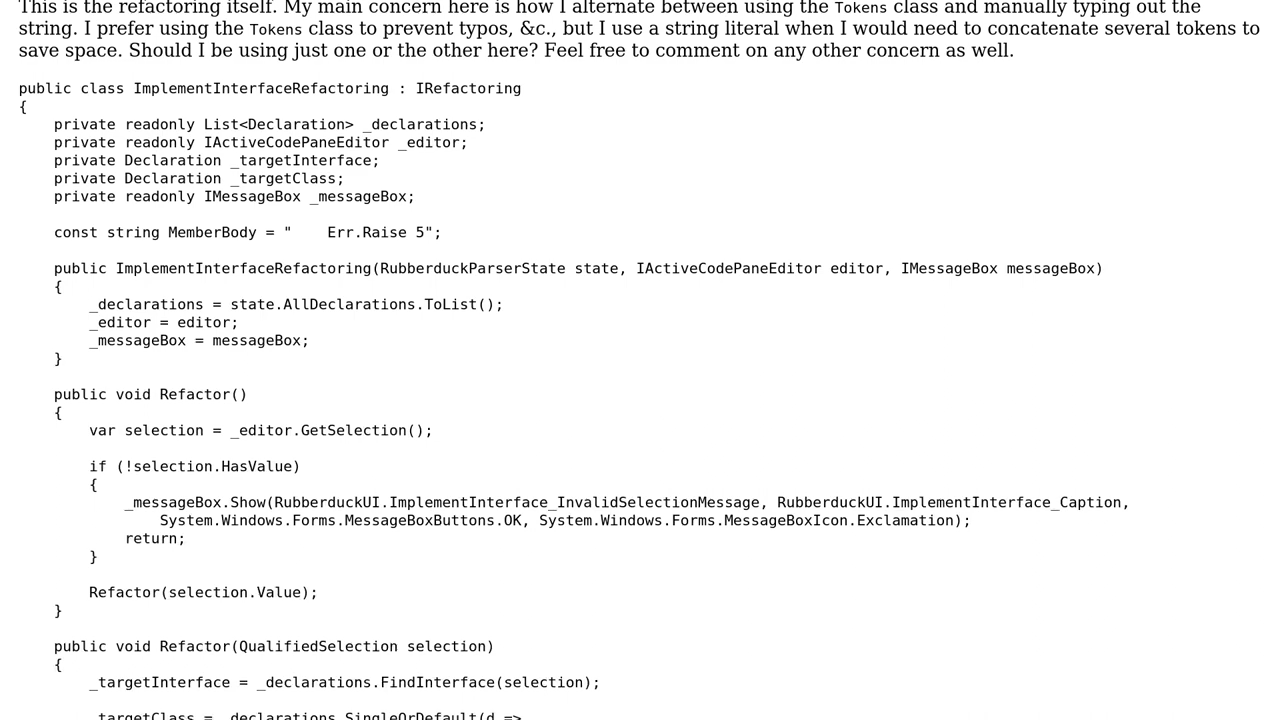 This is the refactoring itself. My main concern here is how I alternate between using the Tokens class and manually typing out the
string. I prefer using the Tokens class to prevent typos, &c., but I use a string literal when I would need to concatenate several tokens to
save space. Should I be using just one or the other here? Feel free to comment on any other concern as well.
public class ImplementInterfaceRefactoring : IRefactoring
{
    private readonly List<Declaration> _declarations;
    private readonly IActiveCodePaneEditor _editor;
    private Declaration _targetInterface;
    private Declaration _targetClass;
    private readonly IMessageBox _messageBox;

    const string MemberBody = "    Err.Raise 5";

    public ImplementInterfaceRefactoring(RubberduckParserState state, IActiveCodePaneEditor editor, IMessageBox messageBox)
    {
        _declarations = state.AllDeclarations.ToList();
        _editor = editor;
        _messageBox = messageBox;
    }

    public void Refactor()
    {
        var selection = _editor.GetSelection();

        if (!selection.HasValue)
        {
            _messageBox.Show(RubberduckUI.ImplementInterface_InvalidSelectionMessage, RubberduckUI.ImplementInterface_Caption,
                System.Windows.Forms.MessageBoxButtons.OK, System.Windows.Forms.MessageBoxIcon.Exclamation);
            return;
        }

        Refactor(selection.Value);
    }

    public void Refactor(QualifiedSelection selection)
    {
        _targetInterface = _declarations.FindInterface(selection);

        _targetClass = _declarations.SingleOrDefault(d =>